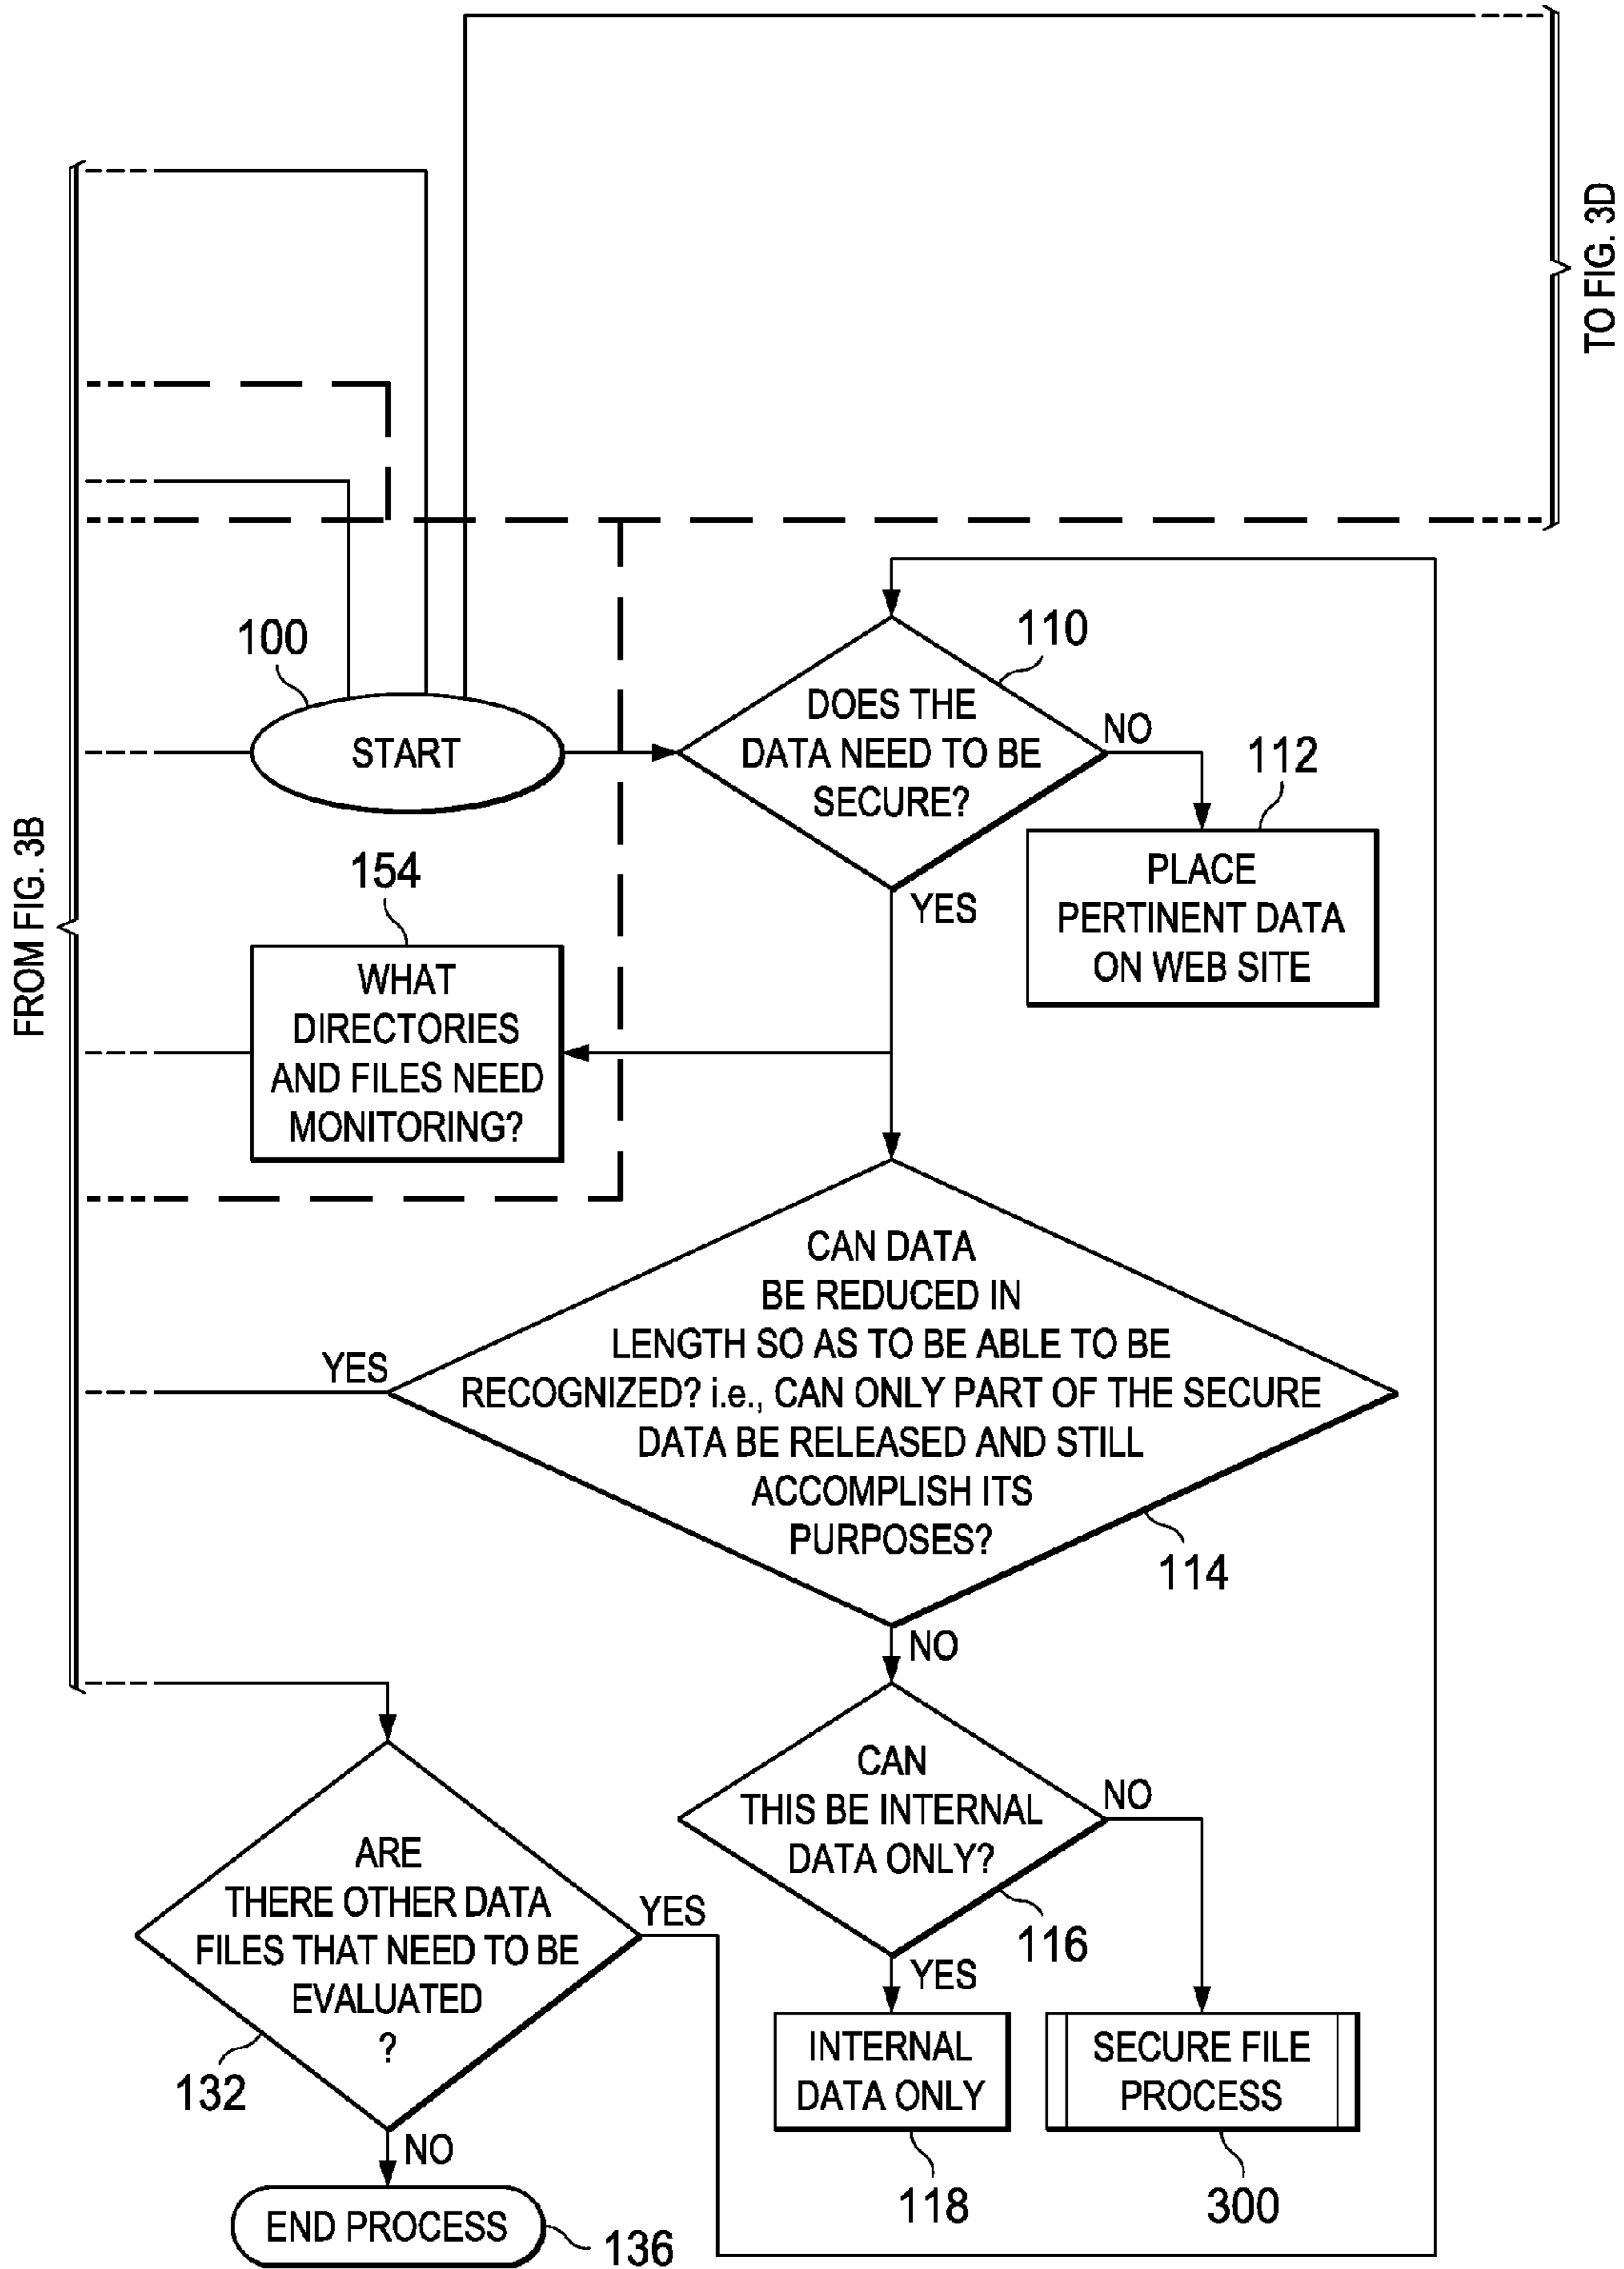 TO FIG. 3D
FROM FIG. 3B
100
START
110
DOES THE
DATA NEED TO BE
SECURE?
NO
YES
112
PLACE
PERTINENT DATA
ON WEB SITE
154
WHAT
DIRECTORIES
AND FILES NEED
MONITORING?
CAN DATA
BE REDUCED IN
LENGTH SO AS TO BE ABLE TO BE
RECOGNIZED? i.e., CAN ONLY PART OF THE SECURE
DATA BE RELEASED AND STILL
ACCOMPLISH ITS
PURPOSES?
YES
114
NO
CAN
THIS BE INTERNAL
DATA ONLY?
NO
116
YES
ARE
THERE OTHER DATA
FILES THAT NEED TO BE
EVALUATED
?
YES
132
NO
INTERNAL
DATA ONLY
118
SECURE FILE
PROCESS
300
END PROCESS
136